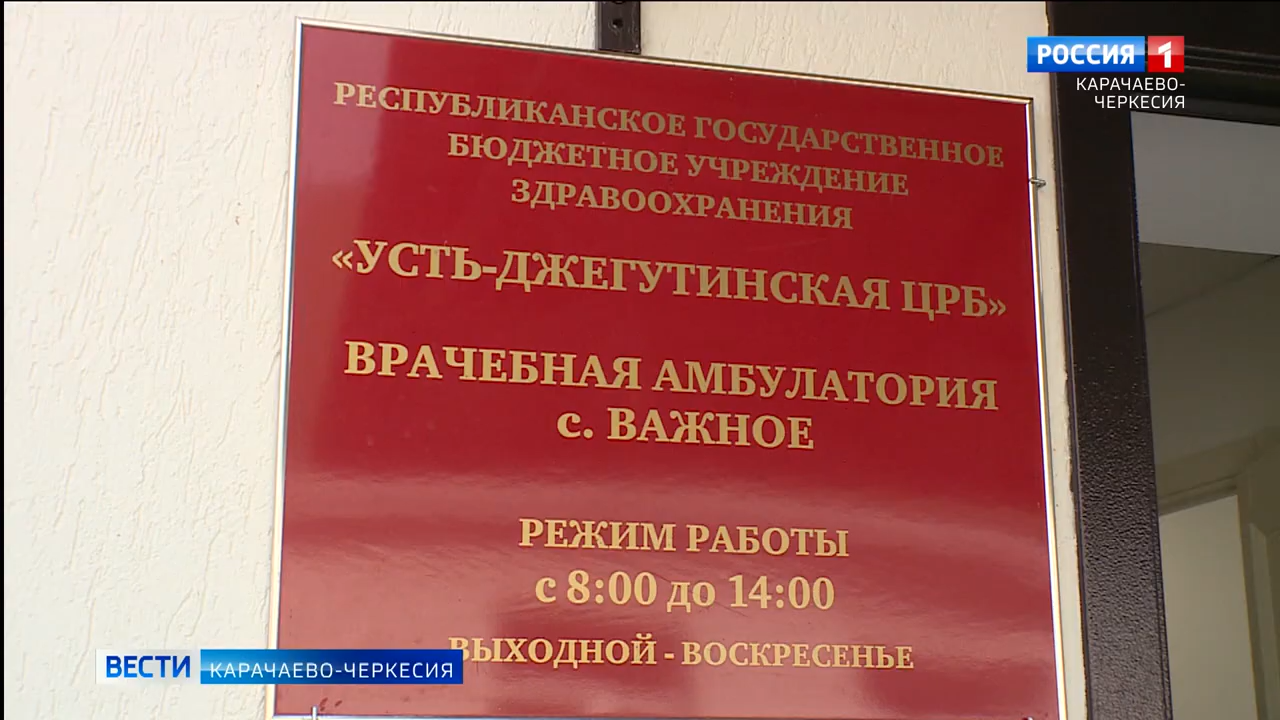 РОССИЯ 1
КАРАЧАЕВО-
ЧЕРКЕСИЯ
РЕСПУБЛИКАНСКОЕ ГОСУДАРСТВЕННОЕ
БЮДЖЕТНОЕ УЧРЕЖДЕНИЕ
ЗДРАВООХРАНЕНИЯ
«УСТЬ-ДЖЕГУТИНСКАЯ ЦРБ»
ВРАЧЕБНАЯ АМБУЛАТОРИЯ
с. ВАЖНОЕ
РЕЖИМ РАБОТЫ
с 8:00 до 14:00
ВЫХОДНОЙ - ВОСКРЕСЕНЬЕ
ВЕСТИ КАРАЧАЕВО-ЧЕРКЕСИЯ